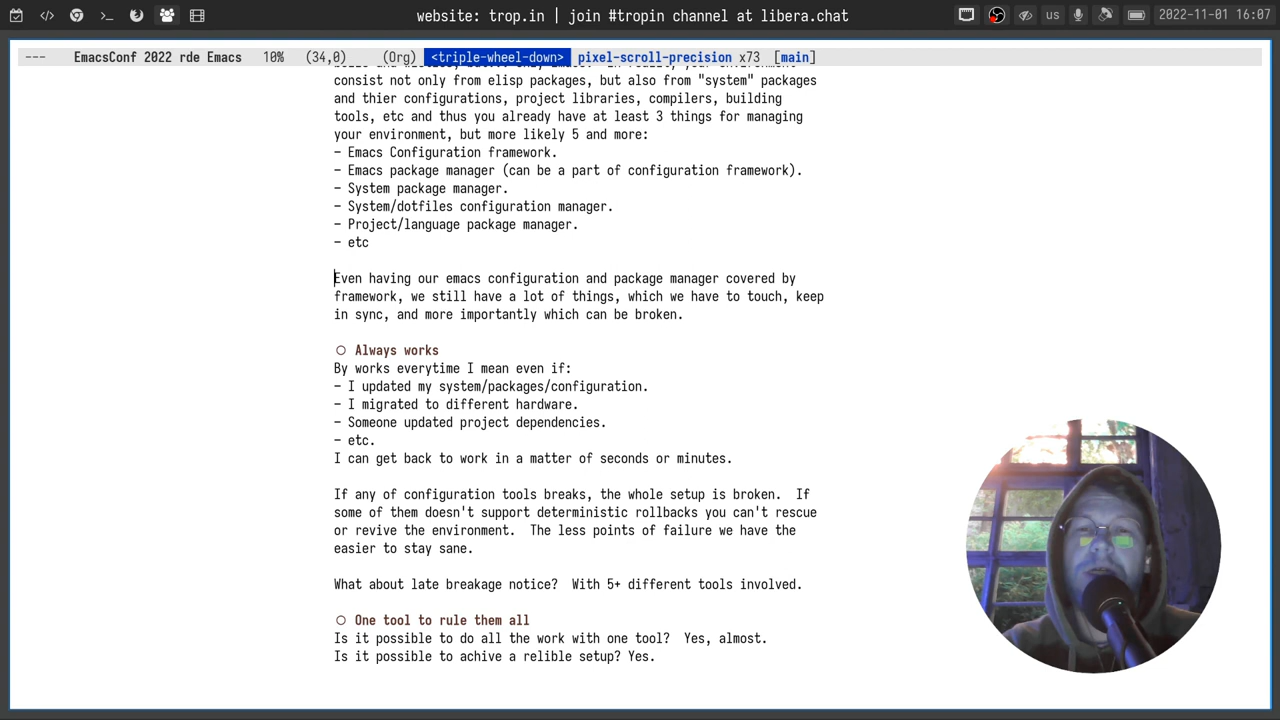 website: trop.in | join #tropin channel at libera.chat
us
2022-11-01 16:07
--- EmacsConf 2022 rde Emacs 10% (34,0) (Org) <triple-wheel-down> pixel-scroll-precision x73 [main]
consist not only from elisp packages, but also from "system" packages
and thier configurations, project libraries, compilers, building
tools, etc and thus you already have at least 3 things for managing
your environment, but more likely 5 and more:
- Emacs Configuration framework.
- Emacs package manager (can be a part of configuration framework).
- System package manager.
- System/dotfiles configuration manager.
- Project/language package manager.
- etc
Even having our emacs configuration and package manager covered by
framework, we still have a lot of things, which we have to touch, keep
in sync, and more importantly which can be broken.
○ Always works
By works everytime I mean even if:
- I updated my system/packages/configuration.
- I migrated to different hardware.
- Someone updated project dependencies.
- etc.
I can get back to work in a matter of seconds or minutes.
If any of configuration tools breaks, the whole setup is broken.  If
some of them doesn't support deterministic rollbacks you can't rescue
or revive the environment.  The less points of failure we have the
easier to stay sane.
What about late breakage notice?  With 5+ different tools involved.
○ One tool to rule them all
Is it possible to do all the work with one tool?  Yes, almost.
Is it possible to achive a relible setup? Yes.